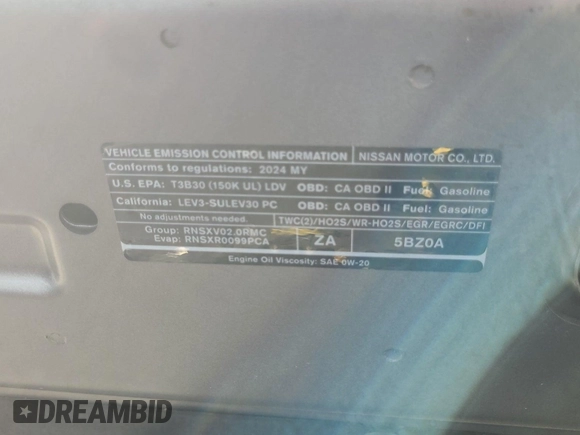 VEHICLE EMISSION CONTROL INFORMATION NISSAN MOTOR CO., LTD.
Conforms to regulations: 2024 MY
U.S. EPA: T3B30 (150K UL) LDV OBD: CA OBD II Fuel: Gasoline
California: LEV3-SULEV30 PC OBD: CA OBD II Fuel: Gasoline
No adjustments needed. TWC(2)/HO2S/WR-HO2S/EGR/EGRC/DFI
Group: RNSXV02.0RMC
Evap: RNSXR0099PCA ZA 5BZ0A
Engine Oil Viscosity: SAE 0W-20
DREAMBID